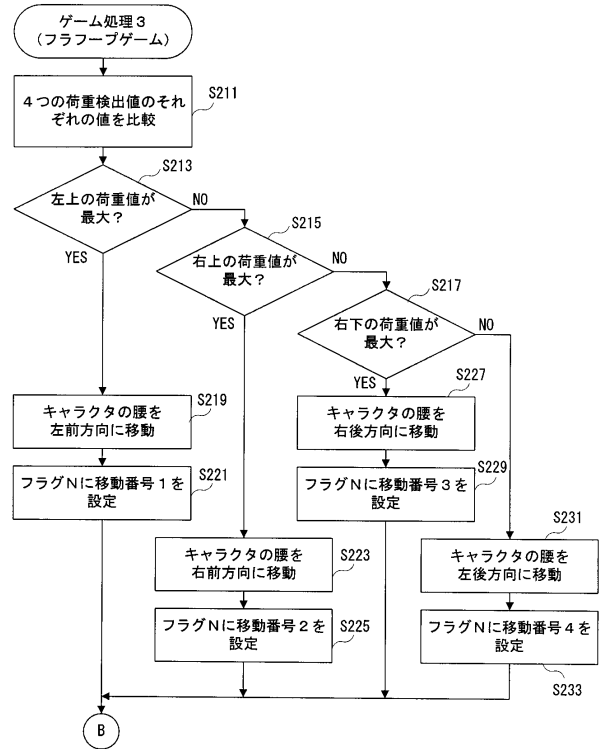 ゲーム処理３
（フラフープゲーム）
４つの荷重検出値のそれ
ぞれの値を比較
S211
左上の荷重値が
最大？
S213
NO
YES
右上の荷重値が
最大？
S215
NO
YES
右下の荷重値が
最大？
S217
NO
YES
キャラクタの腰を
左前方向に移動
S219
フラグＮに移動番号１を
設定
S221
キャラクタの腰を
右後方向に移動
S227
フラグＮに移動番号３を
設定
S229
キャラクタの腰を
右前方向に移動
S223
フラグＮに移動番号２を
設定
S225
キャラクタの腰を
左後方向に移動
S231
フラグＮに移動番号４を
設定
S233
B